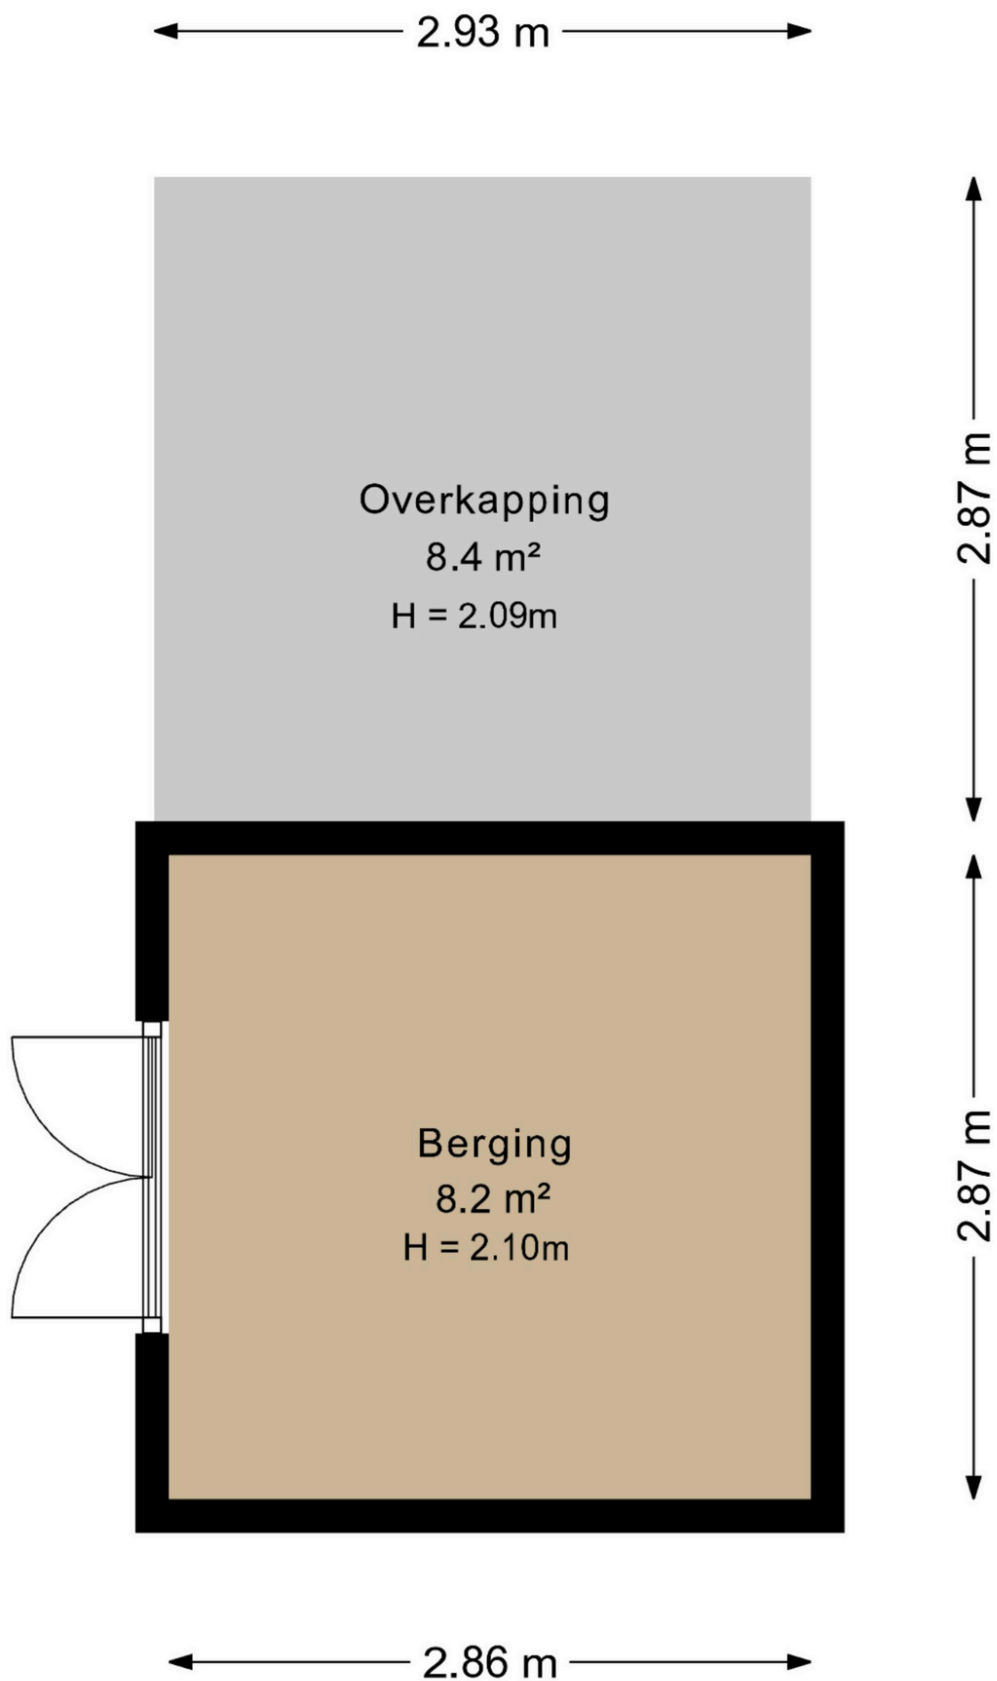 2.93 m
Overkapping
8.4 m²
H = 2.09m
2.87 m
Berging
8.2 m²
H = 2.10m
2.87 m
2.86 m